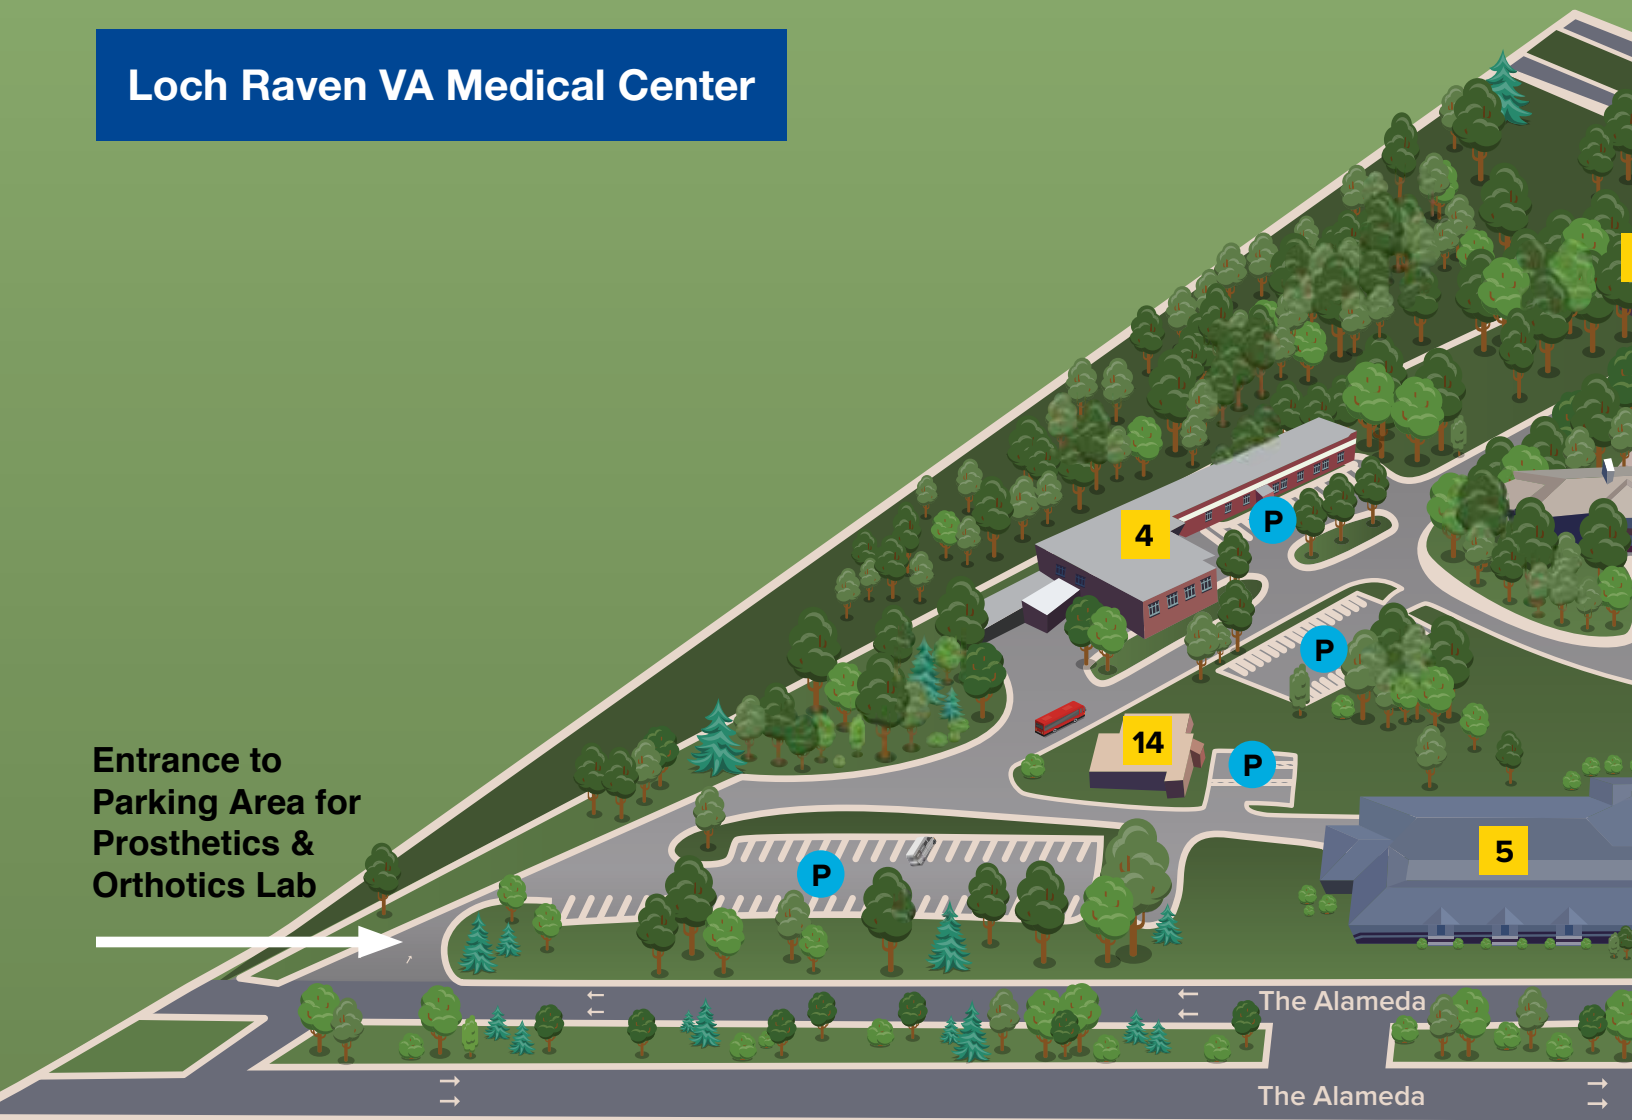 Loch Raven VA Medical Center
4
P
P
14
P
5
P
Entrance to
Parking Area for
Prosthetics &
Orthotics Lab
The Alameda
The Alameda